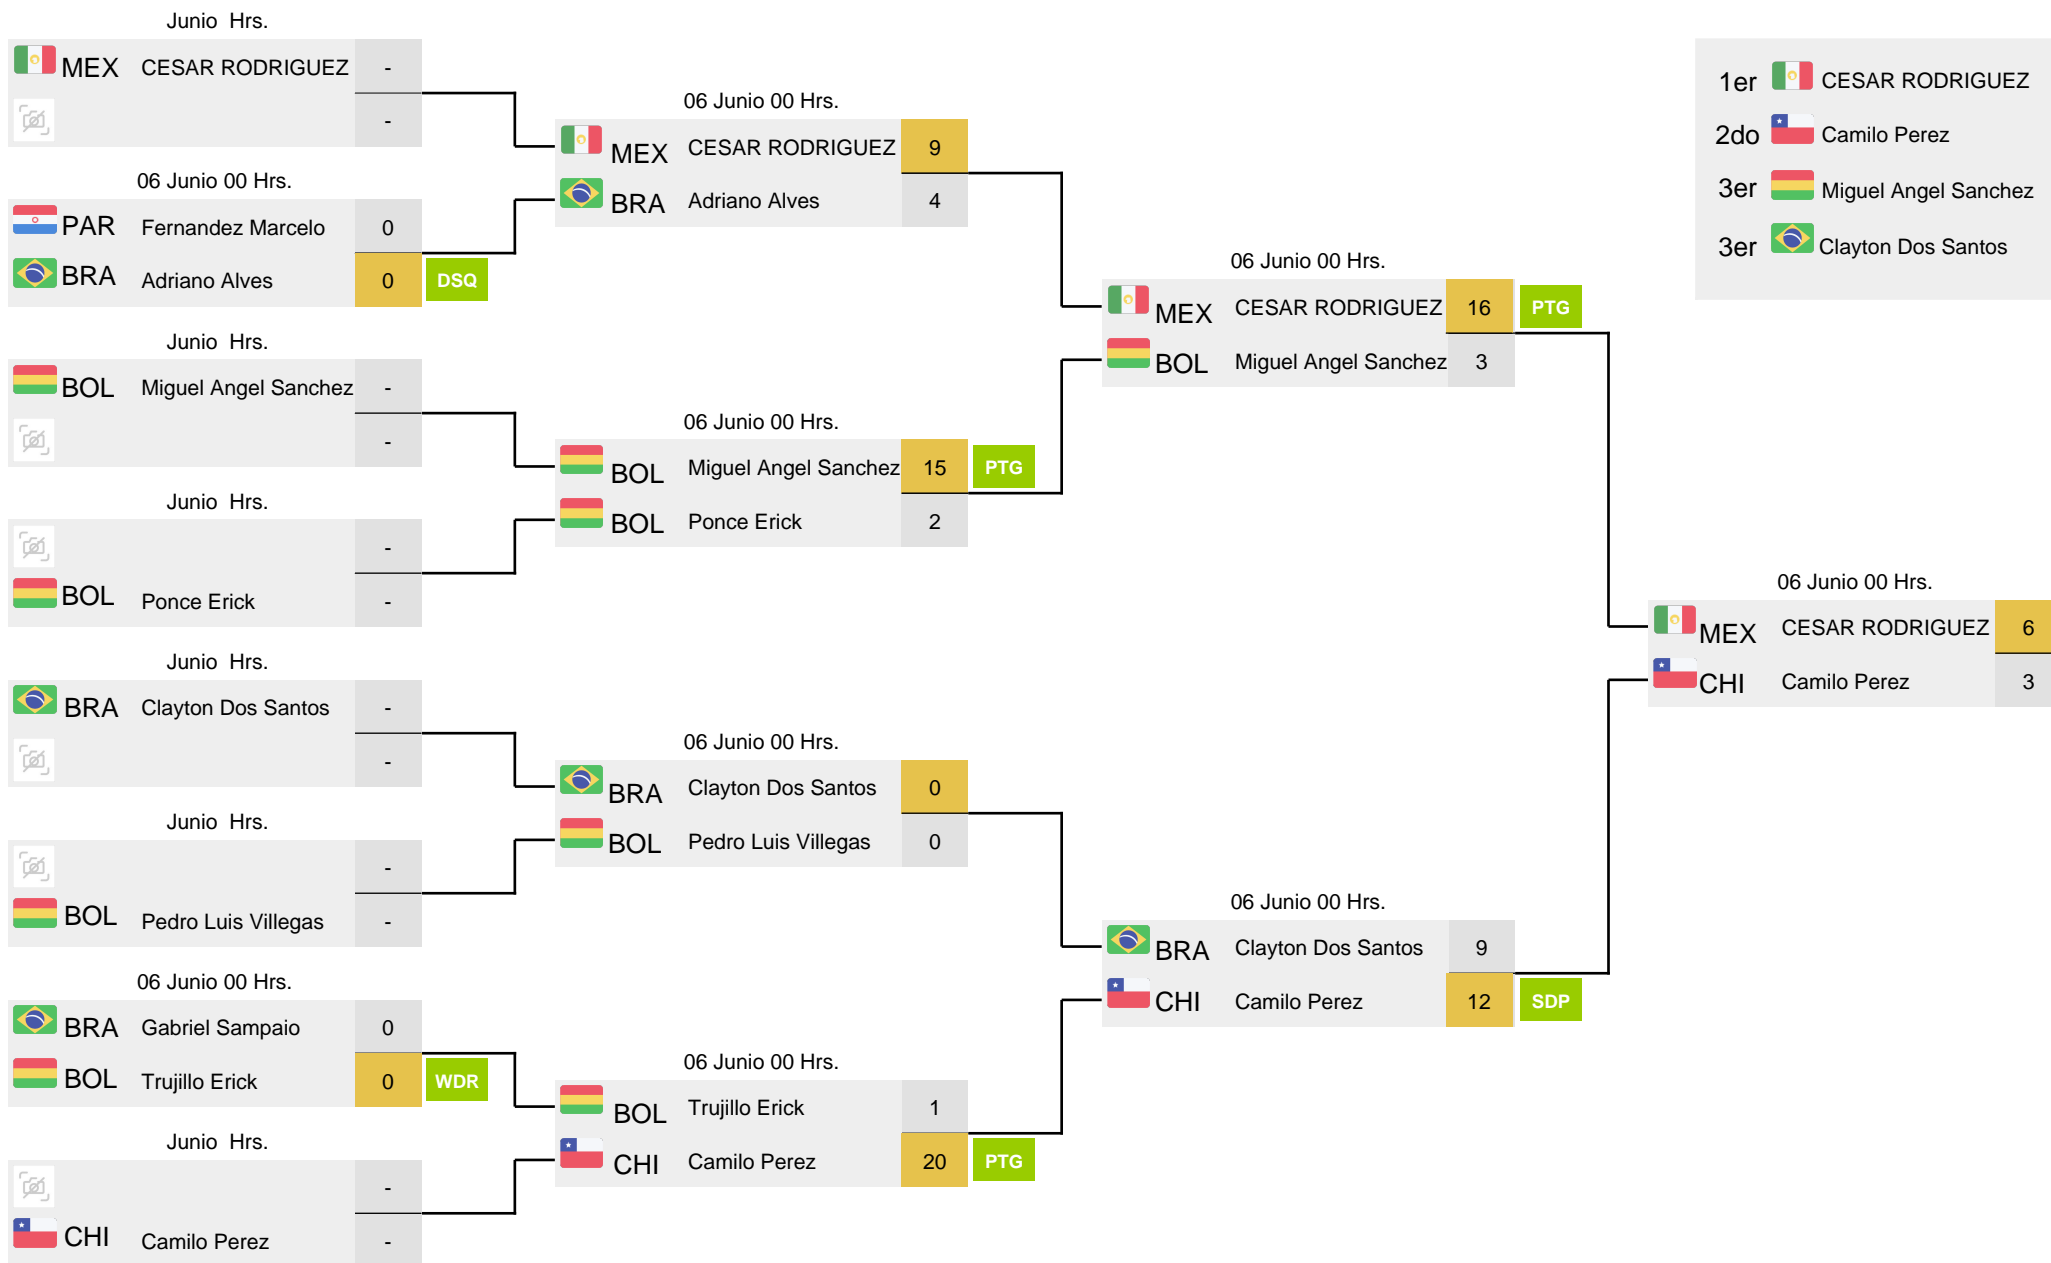 Junio  Hrs.
MEX CESAR RODRIGUEZ -
-
06 Junio 00 Hrs.
PAR Fernandez Marcelo 0
BRA Adriano Alves 0 DSQ
Junio  Hrs.
BOL Miguel Angel Sanchez -
-
Junio  Hrs.
-
BOL Ponce Erick -
Junio  Hrs.
BRA Clayton Dos Santos -
-
Junio  Hrs.
-
BOL Pedro Luis Villegas -
06 Junio 00 Hrs.
BRA Gabriel Sampaio 0
BOL Trujillo Erick 0 WDR
Junio  Hrs.
-
CHI Camilo Perez -
06 Junio 00 Hrs.
MEX CESAR RODRIGUEZ 9
BRA Adriano Alves 4
06 Junio 00 Hrs.
BOL Miguel Angel Sanchez 15 PTG
BOL Ponce Erick 2
06 Junio 00 Hrs.
BRA Clayton Dos Santos 0
BOL Pedro Luis Villegas 0
06 Junio 00 Hrs.
BOL Trujillo Erick 1
CHI Camilo Perez 20 PTG
06 Junio 00 Hrs.
MEX CESAR RODRIGUEZ 16 PTG
BOL Miguel Angel Sanchez 3
06 Junio 00 Hrs.
BRA Clayton Dos Santos 9
CHI Camilo Perez 12 SDP
06 Junio 00 Hrs.
MEX CESAR RODRIGUEZ 6
CHI Camilo Perez 3
1er CESAR RODRIGUEZ
2do Camilo Perez
3er Miguel Angel Sanchez
3er Clayton Dos Santos